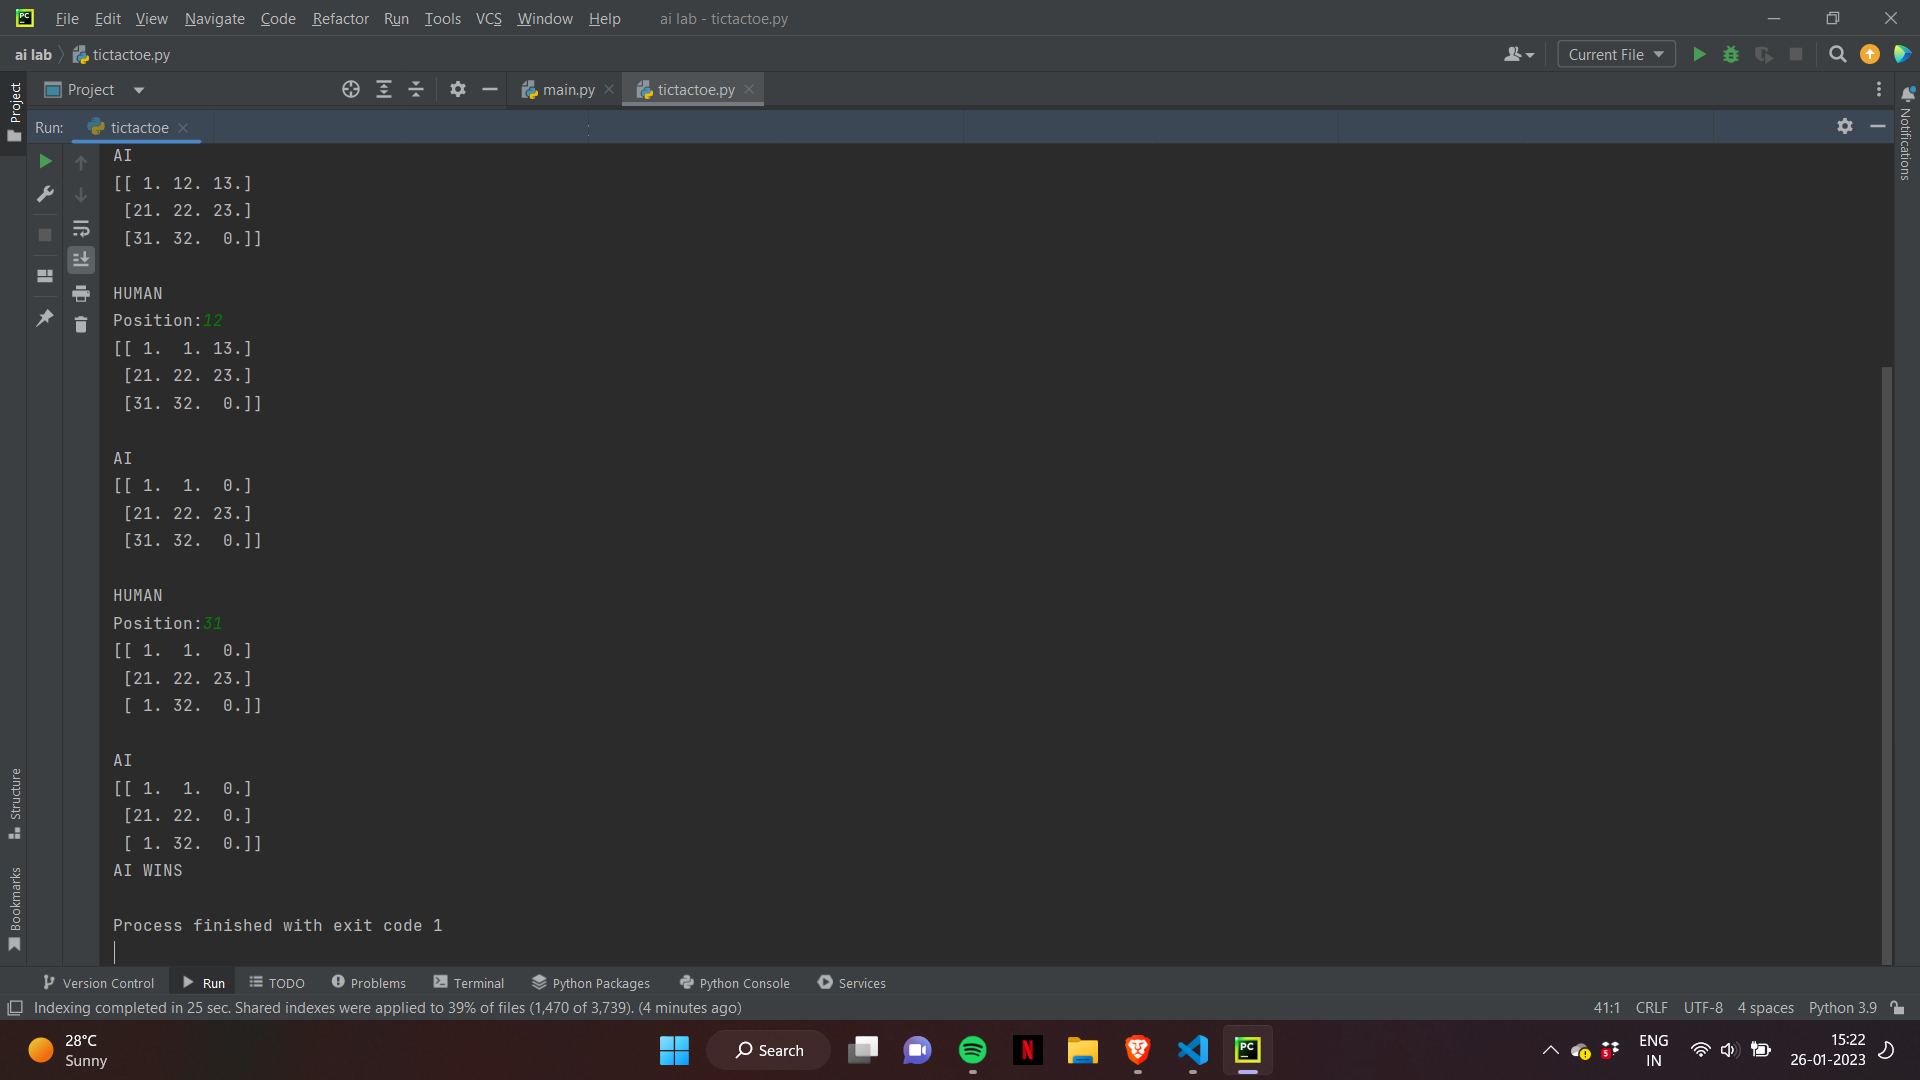 File Edit View Navigate Code Refactor Run Tools VCS Window Help ai lab - tictactoe.py
ai lab tictactoe.py Current File
Project main.py tictactoe.py
Project
Notifications
Run: tictactoe
AI
[[ 1. 12. 13.]
 [21. 22. 23.]
 [31. 32.  0.]]
HUMAN
Position:12
[[ 1.  1. 13.]
 [21. 22. 23.]
 [31. 32.  0.]]
AI
[[ 1.  1.  0.]
 [21. 22. 23.]
 [31. 32.  0.]]
HUMAN
Position:31
[[ 1.  1.  0.]
 [21. 22. 23.]
 [ 1. 32.  0.]]
AI
[[ 1.  1.  0.]
 [21. 22.  0.]
 [ 1. 32.  0.]]
AI WINS
Process finished with exit code 1
Structure
Bookmarks
Version Control Run TODO Problems Terminal Python Packages Python Console Services
Indexing completed in 25 sec. Shared indexes were applied to 39% of files (1,470 of 3,739). (4 minutes ago) 41:1 CRLF UTF-8 4 spaces Python 3.9
28°C
Sunny
Search
PC
5
ENG
IN
15:22
26-01-2023